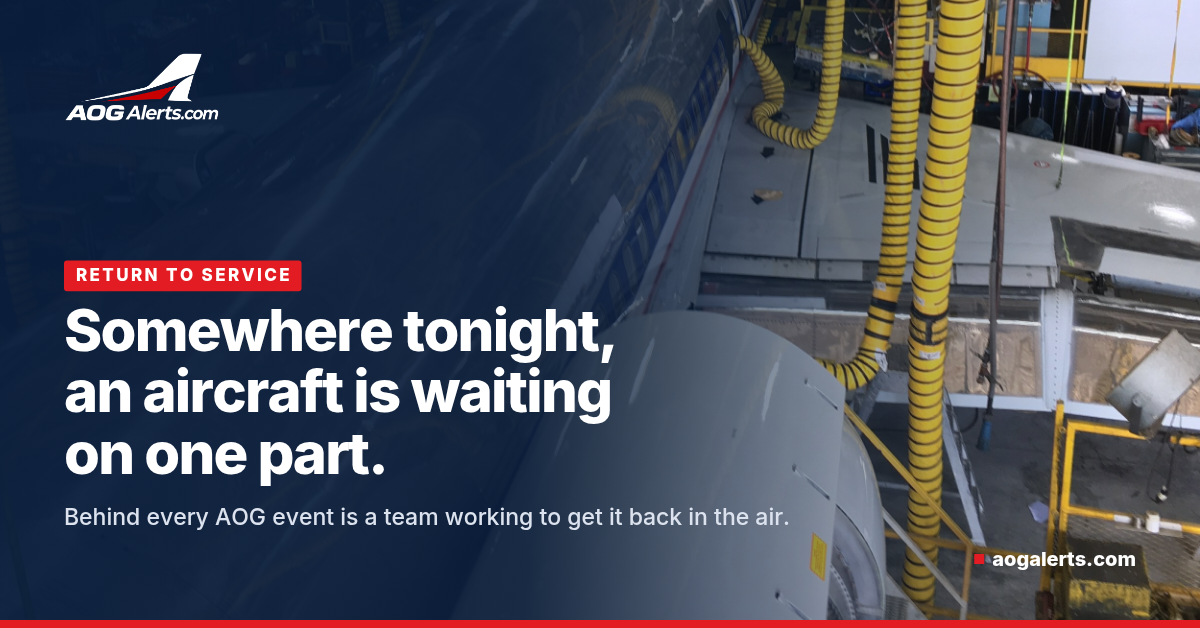 AOG Alerts.com
RETURN TO SERVICE
Somewhere tonight,
an aircraft is waiting
on one part.
Behind every AOG event is a team working to get it back in the air.
aogalerts.com